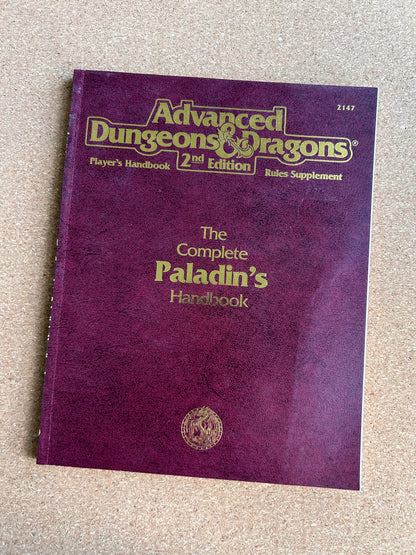 2147
Advanced
Dungeons & Dragons®
2nd Edition
Player's Handbook
Rules Supplement
The
Complete
Paladin's
Handbook